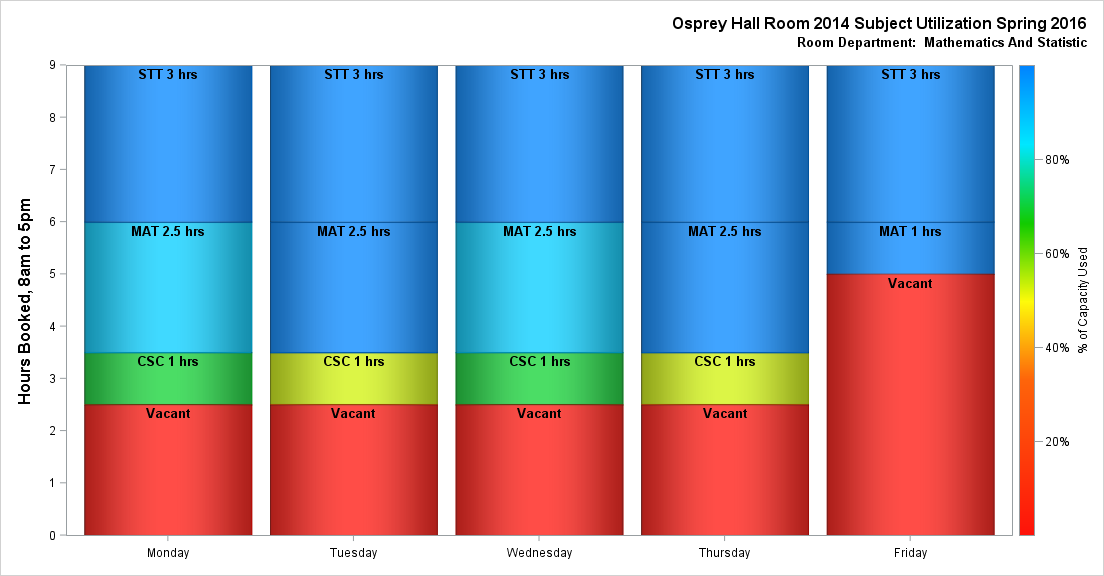 Osprey Hall Room 2014 Subject Utilization Spring 2016
Room Department:  Mathematics And Statistic
Hours Booked, 8am to 5pm
9
8
7
6
5
4
3
2
1
0
STT 3 hrs
MAT 2.5 hrs
CSC 1 hrs
Vacant
Monday
STT 3 hrs
MAT 2.5 hrs
CSC 1 hrs
Vacant
Tuesday
STT 3 hrs
MAT 2.5 hrs
CSC 1 hrs
Vacant
Wednesday
STT 3 hrs
MAT 2.5 hrs
CSC 1 hrs
Vacant
Thursday
STT 3 hrs
MAT 1 hrs
Vacant
Friday
80%
60%
40%
20%
% of Capacity Used